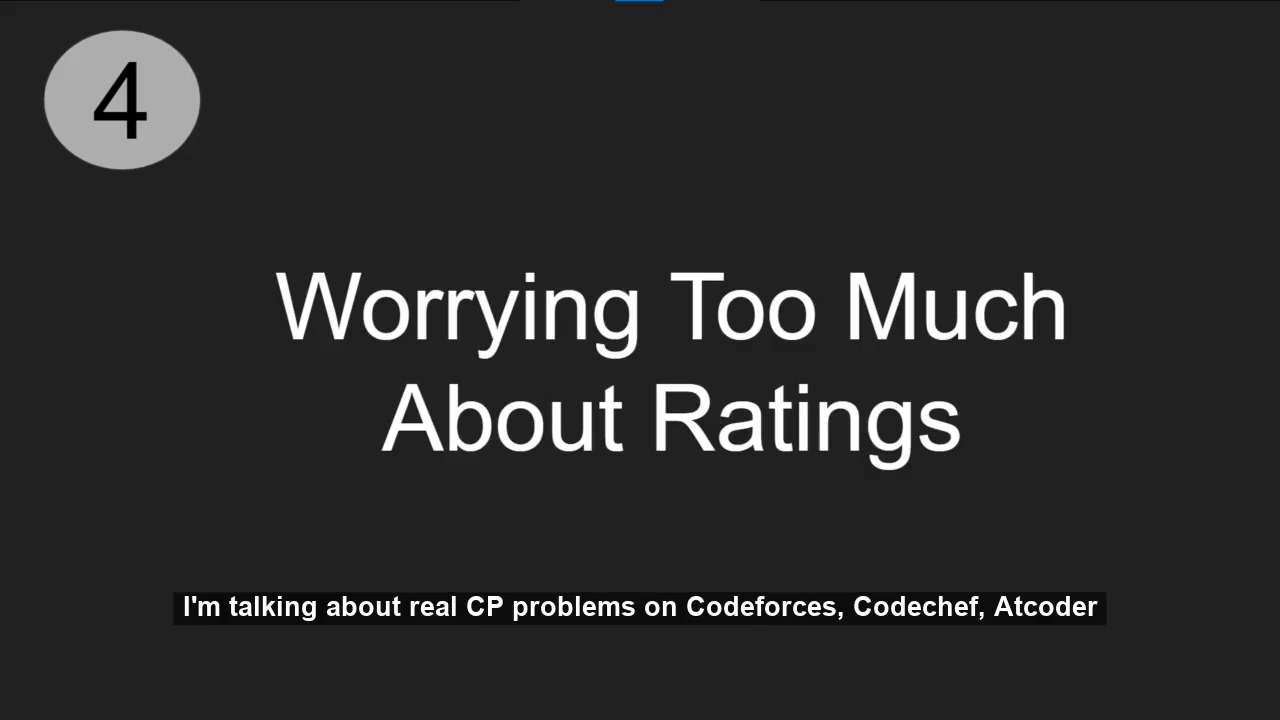 4
Worrying Too Much
About Ratings
I'm talking about real CP problems on Codeforces, Codechef, Atcoder